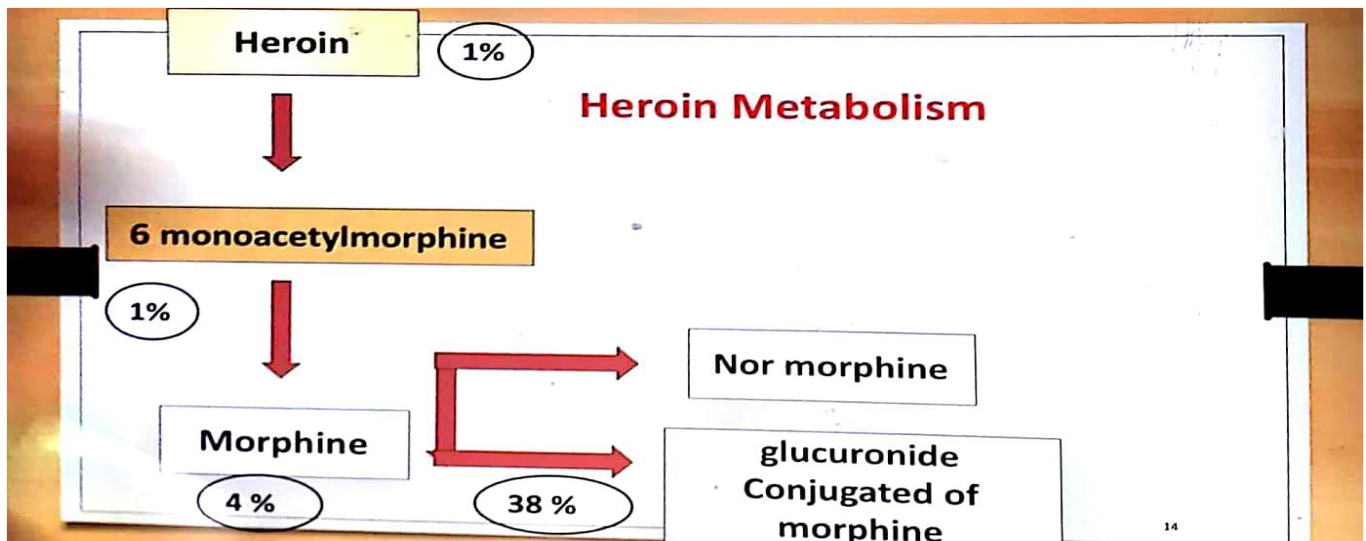 Heroin
1%
Heroin Metabolism
6 monoacetylmorphine
1%
Nor morphine
Morphine
glucuronide
Conjugated of
morphine
4 %
38 %
14